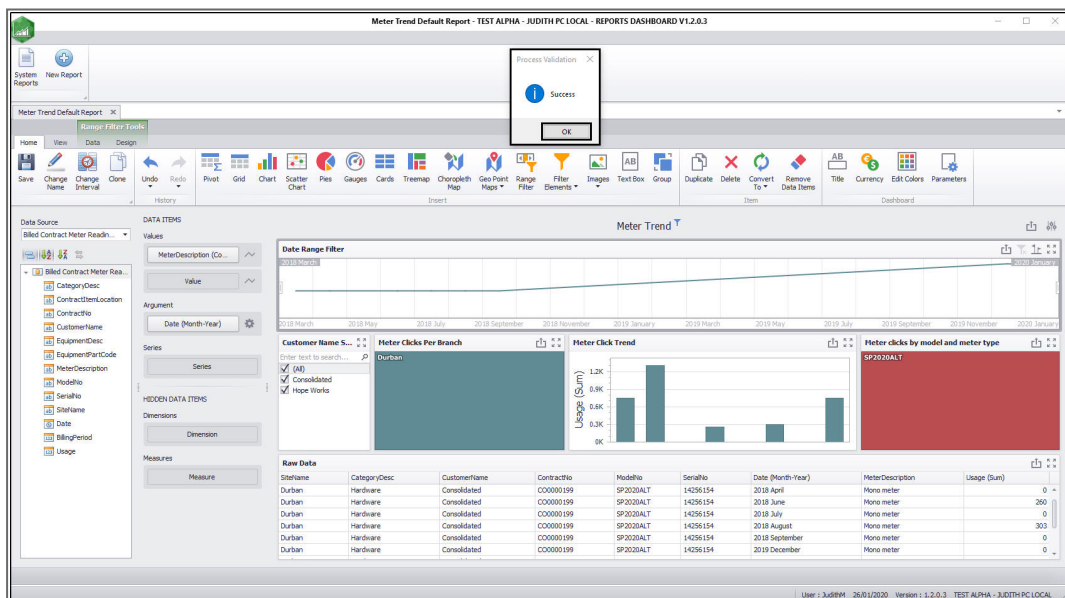 Meter Trend Default Report - TEST ALPHA - JUDITH PC LOCAL - REPORTS DASHBOARD V1.2.0.3
System Reports
New Report
Process Validation
Success
OK
Meter Trend Default Report
Range Filter Tools
Home View Data Design
Save
Change Name
Change Interval
Clone
Undo
Redo
Pivot
Grid
Chart
Scatter Chart
Pies
Gauges
Cards
Treemap
Choropleth Map
Geo Point Maps
Range Filter
Filter Elements
Images
Text Box
Group
Duplicate
Delete
Convert To
Remove Data Items
Title
Currency
Edit Colors
Parameters
History
Insert
Item
Dashboard
Data Source
Billed Contract Meter Readin...
Billed Contract Meter Rea...
CategoryDesc
ContractItemLocation
ContractNo
CustomerName
EquipmentDesc
EquipmentPartCode
MeterDescription
ModelNo
SerialNo
SiteName
Date
BillingPeriod
Usage
DATA ITEMS
Values
MeterDescription (Co...
Value
Argument
Date (Month-Year)
Series
Series
HIDDEN DATA ITEMS
Dimensions
Dimension
Measures
Measure
Meter Trend
Date Range Filter
2018 March 2020 January
2018 March 2018 May 2018 July 2018 September 2018 November 2019 January 2019 March 2019 May 2019 July 2019 September 2019 November 2020 January
Customer Name S...
Enter text to search...
(All)
Consolidated
Hope Works
Meter Clicks Per Branch
Durban
Meter Click Trend
Usage (Sum)
1.2K
0.9K
0.6K
0.3K
0K
Meter clicks by model and meter type
SP2020ALT
Raw Data
SiteName CategoryDesc CustomerName ContractNo ModelNo SerialNo Date (Month-Year) MeterDescription Usage (Sum)
Durban Hardware Consolidated CO0000199 SP2020ALT 14256154 2018 April Mono meter 0
Durban Hardware Consolidated CO0000199 SP2020ALT 14256154 2018 June Mono meter 260
Durban Hardware Consolidated CO0000199 SP2020ALT 14256154 2018 July Mono meter 0
Durban Hardware Consolidated CO0000199 SP2020ALT 14256154 2018 August Mono meter 303
Durban Hardware Consolidated CO0000199 SP2020ALT 14256154 2018 September Mono meter 0
Durban Hardware Consolidated CO0000199 SP2020ALT 14256154 2019 December Mono meter 0
User : JudithM 26/01/2020 Version : 1.2.0.3 TEST ALPHA - JUDITH PC LOCAL